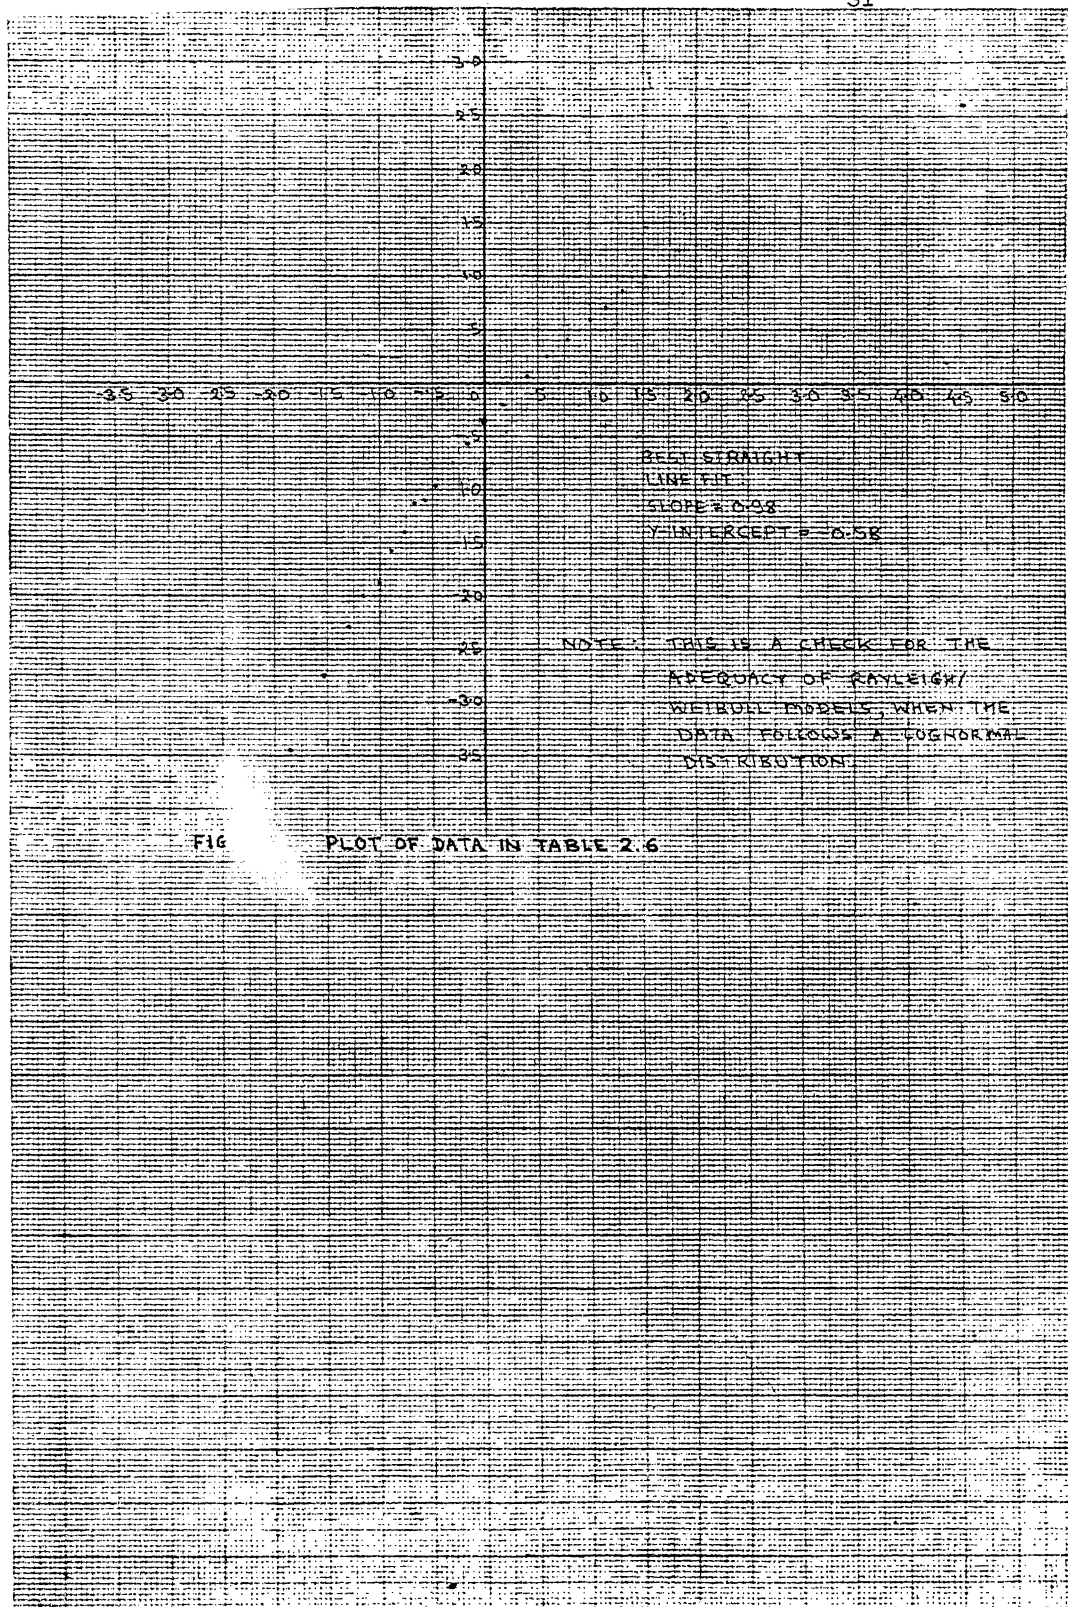 31
3.0
2.5
2.0
1.5
1.0
.5
-3.5 -3.0 -2.5 -2.0 -1.5 -1.0 -.5 0 .5 1.0 1.5 2.0 2.5 3.0 3.5 4.0 4.5 5.0
-.5
BEST STRAIGHT
LINE FIT:
-1.0
SLOPE = 0.98
Y-INTERCEPT = -0.58
-1.5
-2.0
-2.5
NOTE: THIS IS A CHECK FOR THE
ADEQUACY OF RAYLEIGH/
-3.0
WEIBULL MODELS, WHEN THE
DATA FOLLOWS A LOGNORMAL
-3.5
DISTRIBUTION.
FIG PLOT OF DATA IN TABLE 2.6